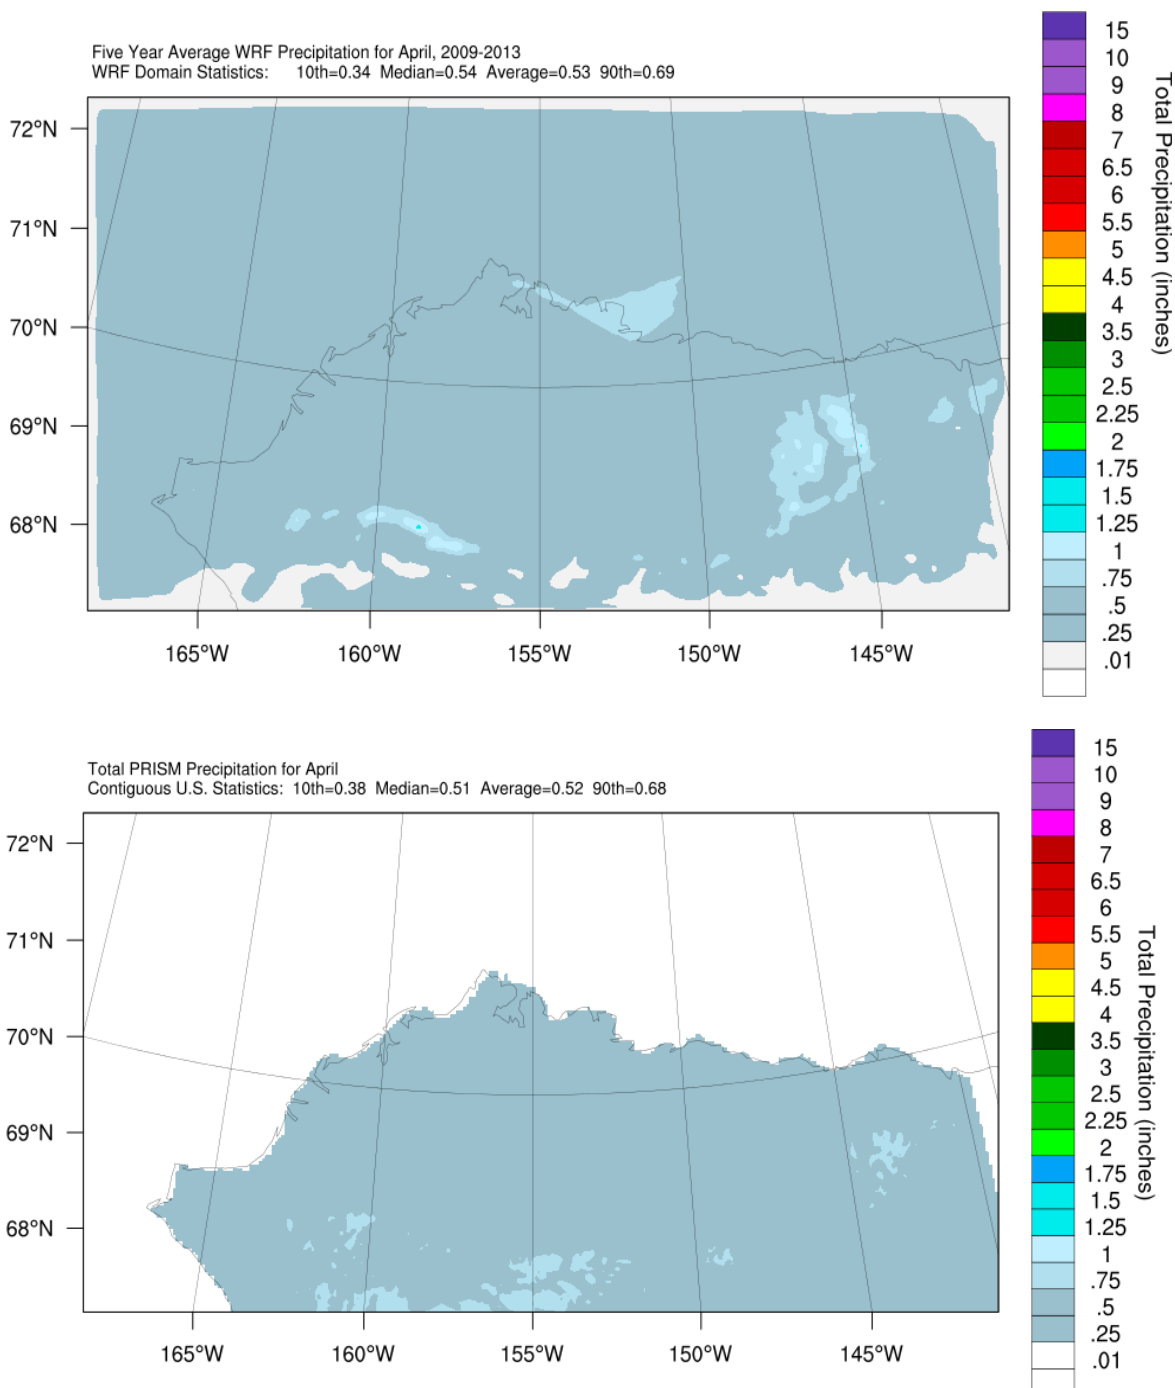 Five Year Average WRF Precipitation for April, 2009-2013
WRF Domain Statistics: 10th=0.34 Median=0.54 Average=0.53 90th=0.69
72°N
71°N
70°N
69°N
68°N
165°W
160°W
155°W
150°W
145°W
15
10
9
8
7
6.5
6
5.5
5
4.5
4
3.5
3
2.5
2.25
2
1.75
1.5
1.25
1
.75
.5
.25
.01
Total Precipitation (inches)
Total PRISM Precipitation for April
Contiguous U.S. Statistics: 10th=0.38 Median=0.51 Average=0.52 90th=0.68
72°N
71°N
70°N
69°N
68°N
165°W
160°W
155°W
150°W
145°W
15
10
9
8
7
6.5
6
5.5
5
4.5
4
3.5
3
2.5
2.25
2
1.75
1.5
1.25
1
.75
.5
.25
.01
Total Precipitation (inches)